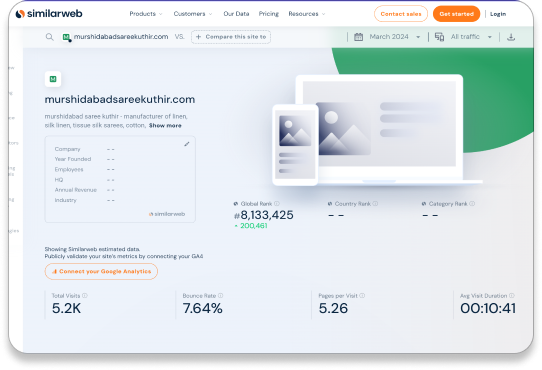 similarweb
Products Customers Our Data Pricing Resources Contact sales Get started Login
murshidabadsareekuthir.com VS. + Compare this site to March 2024 All traffic
murshidabadsareekuthir.com
murshidabad saree kuthir - manufacturer of linen,
silk linen, tissue silk sarees, cotton, Show more
Company - -
Year Founded - -
Employees - -
HQ - -
Annual Revenue - -
Industry - -
similarweb
Global Rank Country Rank Category Rank
#8,133,425 - - - -
200,461
Showing Similarweb estimated data.
Publicly validate your site's metrics by connecting your GA4
Connect your Google Analytics
Total Visits Bounce Rate Pages per Visit Avg Visit Duration
5.2K 7.64% 5.26 00:10:41